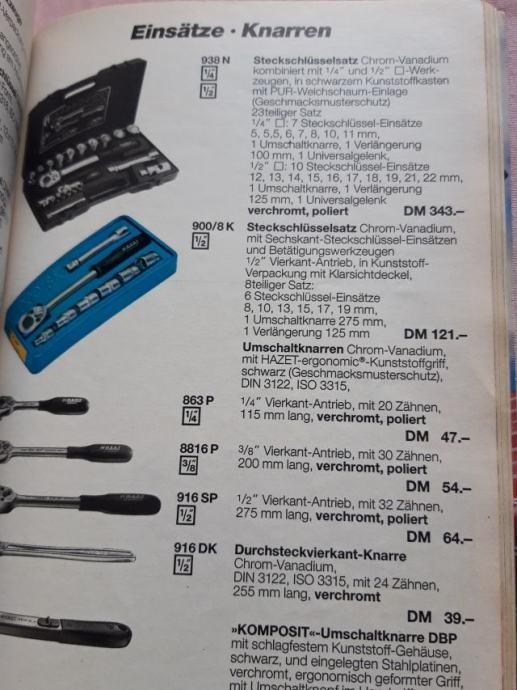 Einsätze · Knarren
938 N
1/4
1/2
Steckschlüsselsatz Chrom-Vanadium
kombiniert mit 1/4″ und 1/2″ □-Werk-
zeugen, in schwarzem Kunststoffkasten
mit PUR-Weichschaum-Einlage
(Geschmacksmusterschutz)
23teiliger Satz
1/4″ □: 7 Steckschlüssel-Einsätze
5, 5,5, 6, 7, 8, 10, 11 mm,
1 Umschaltknarre, 1 Verlängerung
100 mm, 1 Universalgelenk,
1/2″ □: 10 Steckschlüssel-Einsätze
12, 13, 14, 15, 16, 17, 18, 19, 21, 22 mm,
1 Umschaltknarre, 1 Verlängerung
125 mm, 1 Universalgelenk
verchromt, poliert DM 343.–
900/8 K
1/2
Steckschlüsselsatz Chrom-Vanadium,
mit Sechskant-Steckschlüssel-Einsätzen
und Betätigungswerkzeugen
1/2″ Vierkant-Antrieb, in Kunststoff-
Verpackung mit Klarsichtdeckel,
8teiliger Satz:
6 Steckschlüssel-Einsätze
8, 10, 13, 15, 17, 19 mm,
1 Umschaltknarre 275 mm,
1 Verlängerung 125 mm DM 121.–
Umschaltknarren Chrom-Vanadium,
mit HAZET-ergonomic®-Kunststoffgriff,
schwarz (Geschmacksmusterschutz),
DIN 3122, ISO 3315,
863 P
1/4
1/4″ Vierkant-Antrieb, mit 20 Zähnen,
115 mm lang, verchromt, poliert
DM 47.–
8816 P
3/8
3/8″ Vierkant-Antrieb, mit 30 Zähnen,
200 mm lang, verchromt, poliert
DM 54.–
916 SP
1/2
1/2″ Vierkant-Antrieb, mit 32 Zähnen,
275 mm lang, verchromt, poliert
DM 64.–
916 DK
1/2
Durchsteckvierkant-Knarre
Chrom-Vanadium,
DIN 3122, ISO 3315, mit 24 Zähnen,
255 mm lang, verchromt
DM 39.–
»KOMPOSIT«-Umschaltknarre DBP
mit schlagfestem Kunststoff-Gehäuse,
schwarz, und eingelegten Stahlplatinen,
verchromt, ergonomisch geformter Griff,
mit Umschaltknopf im